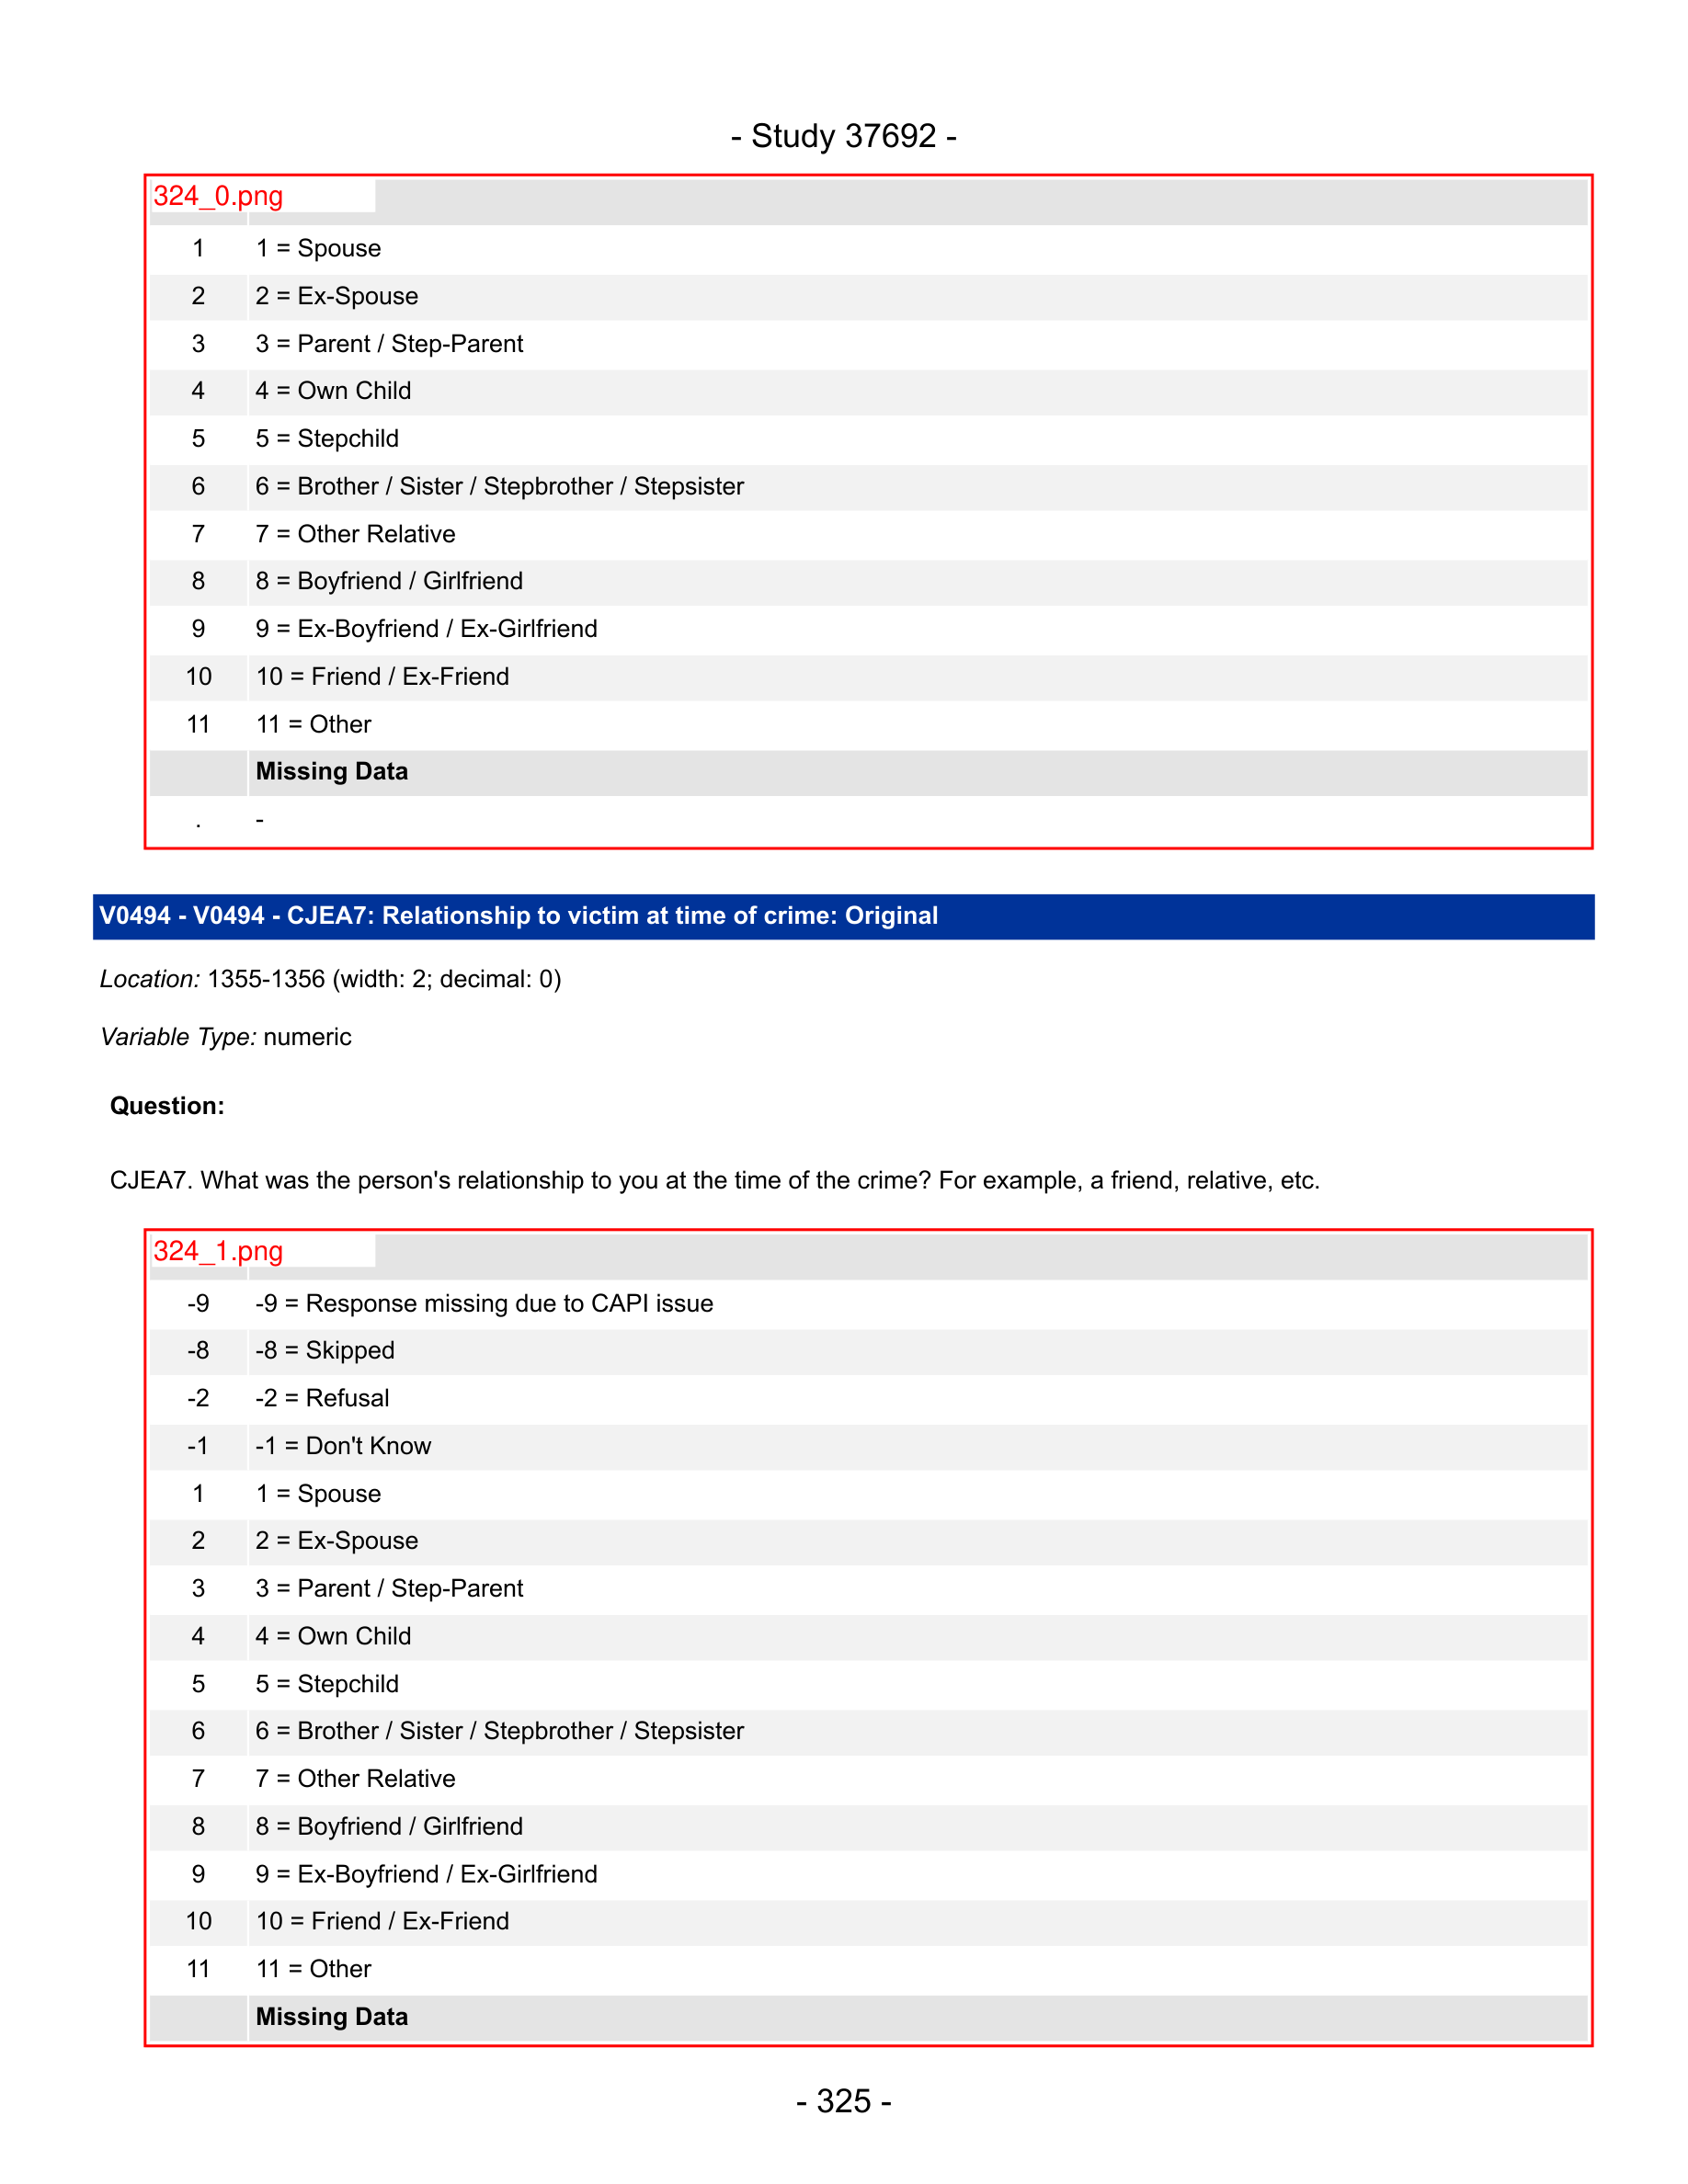 - Study 37692 -
324_0.png
1 1 = Spouse
2 2 = Ex-Spouse
3 3 = Parent / Step-Parent
4 4 = Own Child
5 5 = Stepchild
6 6 = Brother / Sister / Stepbrother / Stepsister
7 7 = Other Relative
8 8 = Boyfriend / Girlfriend
9 9 = Ex-Boyfriend / Ex-Girlfriend
10 10 = Friend / Ex-Friend
11 11 = Other
Missing Data
. -
V0494 - V0494 - CJEA7: Relationship to victim at time of crime: Original
Location: 1355-1356 (width: 2; decimal: 0)
Variable Type: numeric
Question:
CJEA7. What was the person's relationship to you at the time of the crime? For example, a friend, relative, etc.
324_1.png
-9 -9 = Response missing due to CAPI issue
-8 -8 = Skipped
-2 -2 = Refusal
-1 -1 = Don't Know
1 1 = Spouse
2 2 = Ex-Spouse
3 3 = Parent / Step-Parent
4 4 = Own Child
5 5 = Stepchild
6 6 = Brother / Sister / Stepbrother / Stepsister
7 7 = Other Relative
8 8 = Boyfriend / Girlfriend
9 9 = Ex-Boyfriend / Ex-Girlfriend
10 10 = Friend / Ex-Friend
11 11 = Other
Missing Data
- 325 -